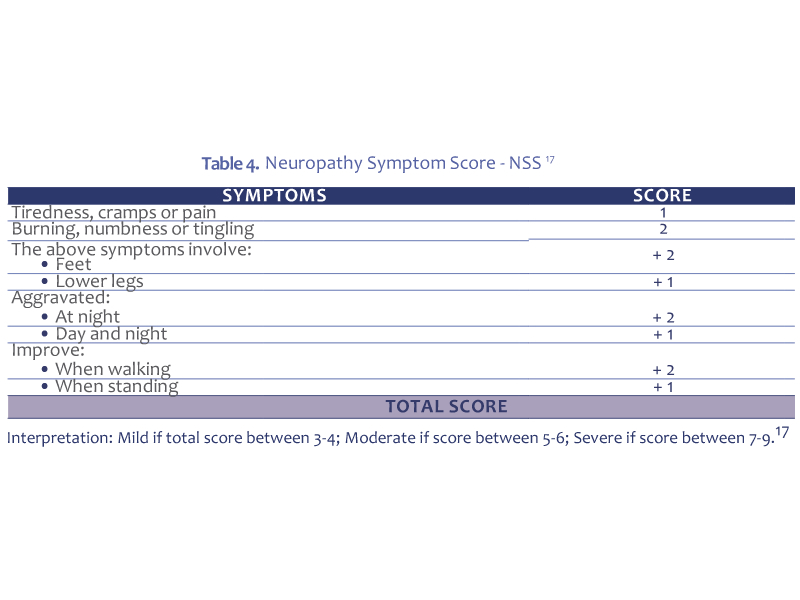 Table 4. Neuropathy Symptom Score - NSS 17
SYMPTOMS SCORE
Tiredness, cramps or pain 1
Burning, numbness or tingling 2
The above symptoms involve:
• Feet + 2
• Lower legs + 1
Aggravated:
• At night + 2
• Day and night + 1
Improve:
• When walking + 2
• When standing + 1
TOTAL SCORE
Interpretation: Mild if total score between 3-4; Moderate if score between 5-6; Severe if score between 7-9.17